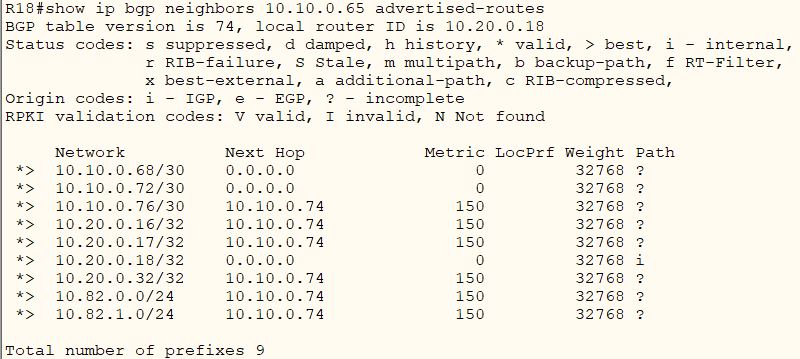 R18#show ip bgp neighbors 10.10.0.65 advertised-routes
BGP table version is 74, local router ID is 10.20.0.18
Status codes: s suppressed, d damped, h history, * valid, > best, i - internal,
              r RIB-failure, S Stale, m multipath, b backup-path, f RT-Filter,
              x best-external, a additional-path, c RIB-compressed,
Origin codes: i - IGP, e - EGP, ? - incomplete
RPKI validation codes: V valid, I invalid, N Not found

     Network          Next Hop            Metric LocPrf Weight Path
 *>  10.10.0.68/30    0.0.0.0                  0         32768 ?
 *>  10.10.0.72/30    0.0.0.0                  0         32768 ?
 *>  10.10.0.76/30    10.10.0.74             150         32768 ?
 *>  10.20.0.16/32    10.10.0.74             150         32768 ?
 *>  10.20.0.17/32    10.10.0.74             150         32768 ?
 *>  10.20.0.18/32    0.0.0.0                  0         32768 i
 *>  10.20.0.32/32    10.10.0.74             150         32768 ?
 *>  10.82.0.0/24     10.10.0.74             150         32768 ?
 *>  10.82.1.0/24     10.10.0.74             150         32768 ?

Total number of prefixes 9